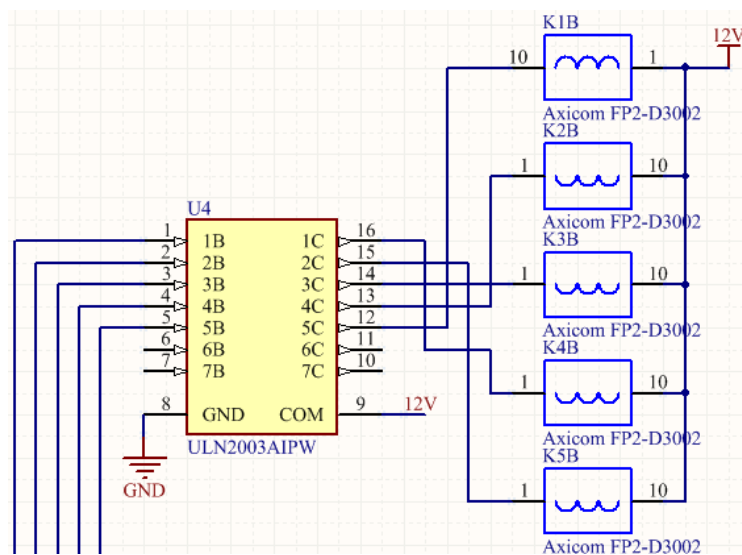 K1B
12V
10 1
Axicom FP2-D3002
K2B
1 10
Axicom FP2-D3002
K3B
1 10
Axicom FP2-D3002
K4B
1 10
Axicom FP2-D3002
K5B
1 10
Axicom FP2-D3002
U4
1 1B 1C 16
2 2B 2C 15
3 3B 3C 14
4 4B 4C 13
5 5B 5C 12
6 6B 6C 11
7 7B 7C 10
8 GND COM 9 12V
ULN2003AIPW
GND